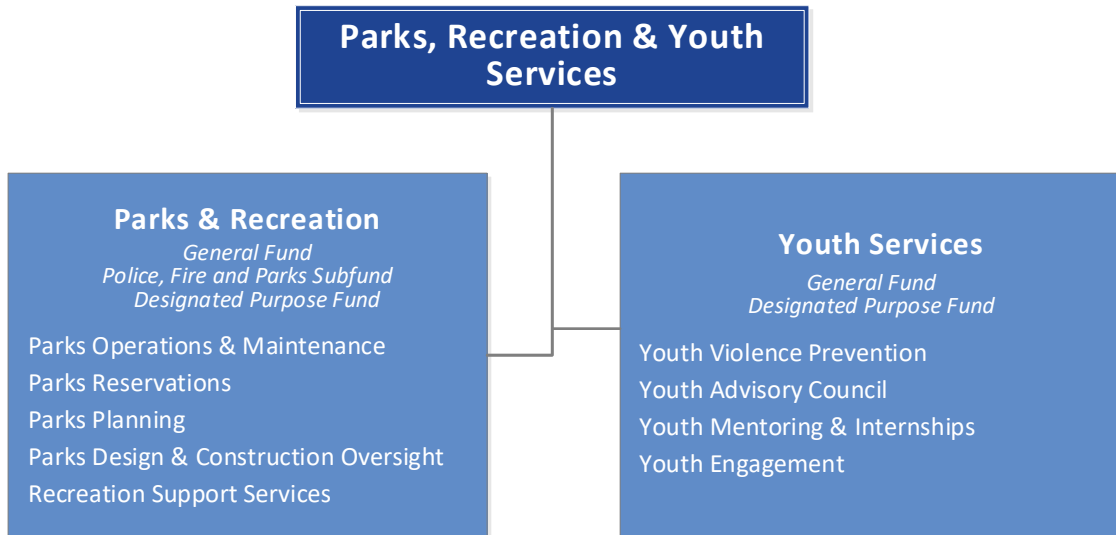 Parks, Recreation & Youth
Services
Parks & Recreation
General Fund
Police, Fire and Parks Subfund
Designated Purpose Fund
Parks Operations & Maintenance
Parks Reservations
Parks Planning
Parks Design & Construction Oversight
Recreation Support Services
Youth Services
General Fund
Designated Purpose Fund
Youth Violence Prevention
Youth Advisory Council
Youth Mentoring & Internships
Youth Engagement